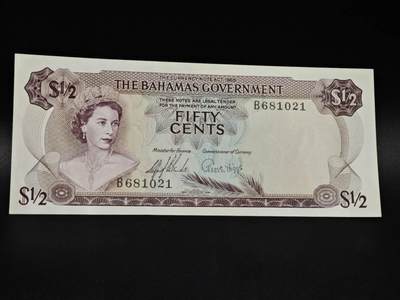 THE CURRENCY NOTE ACT 1965
$½ THE BAHAMAS GOVERNMENT $½
THESE NOTES ARE LEGAL TENDER
FOR THE PAYMENT OF ANY AMOUNT
B681021
FIFTY
CENTS
Minister for Finance Commissioner of Currency
B681021
$½ $½